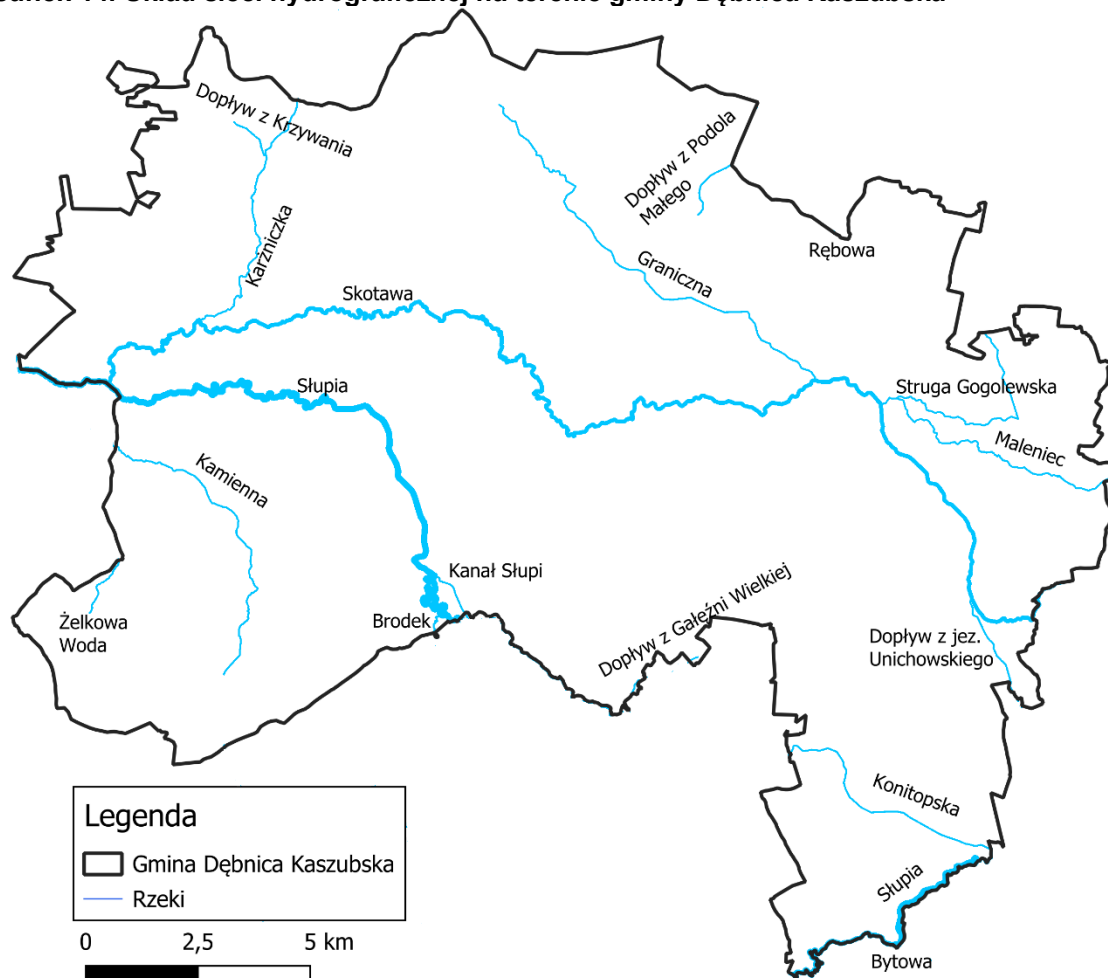 Dopływ z Krzywania
Dopływ z Podola
Małego
Karzniczka
Graniczna
Rębowa
Skotawa
Słupia
Struga Gogolewska
Maleniec
Kamienna
Kanał Słupi
Brodek
Żelkowa
Woda
Dopływ z Gałęźni Wielkiej
Dopływ z jez.
Unichowskiego
Konitopska
Słupia
Bytowa
Legenda
Gmina Dębnica Kaszubska
Rzeki
0 2,5 5 km